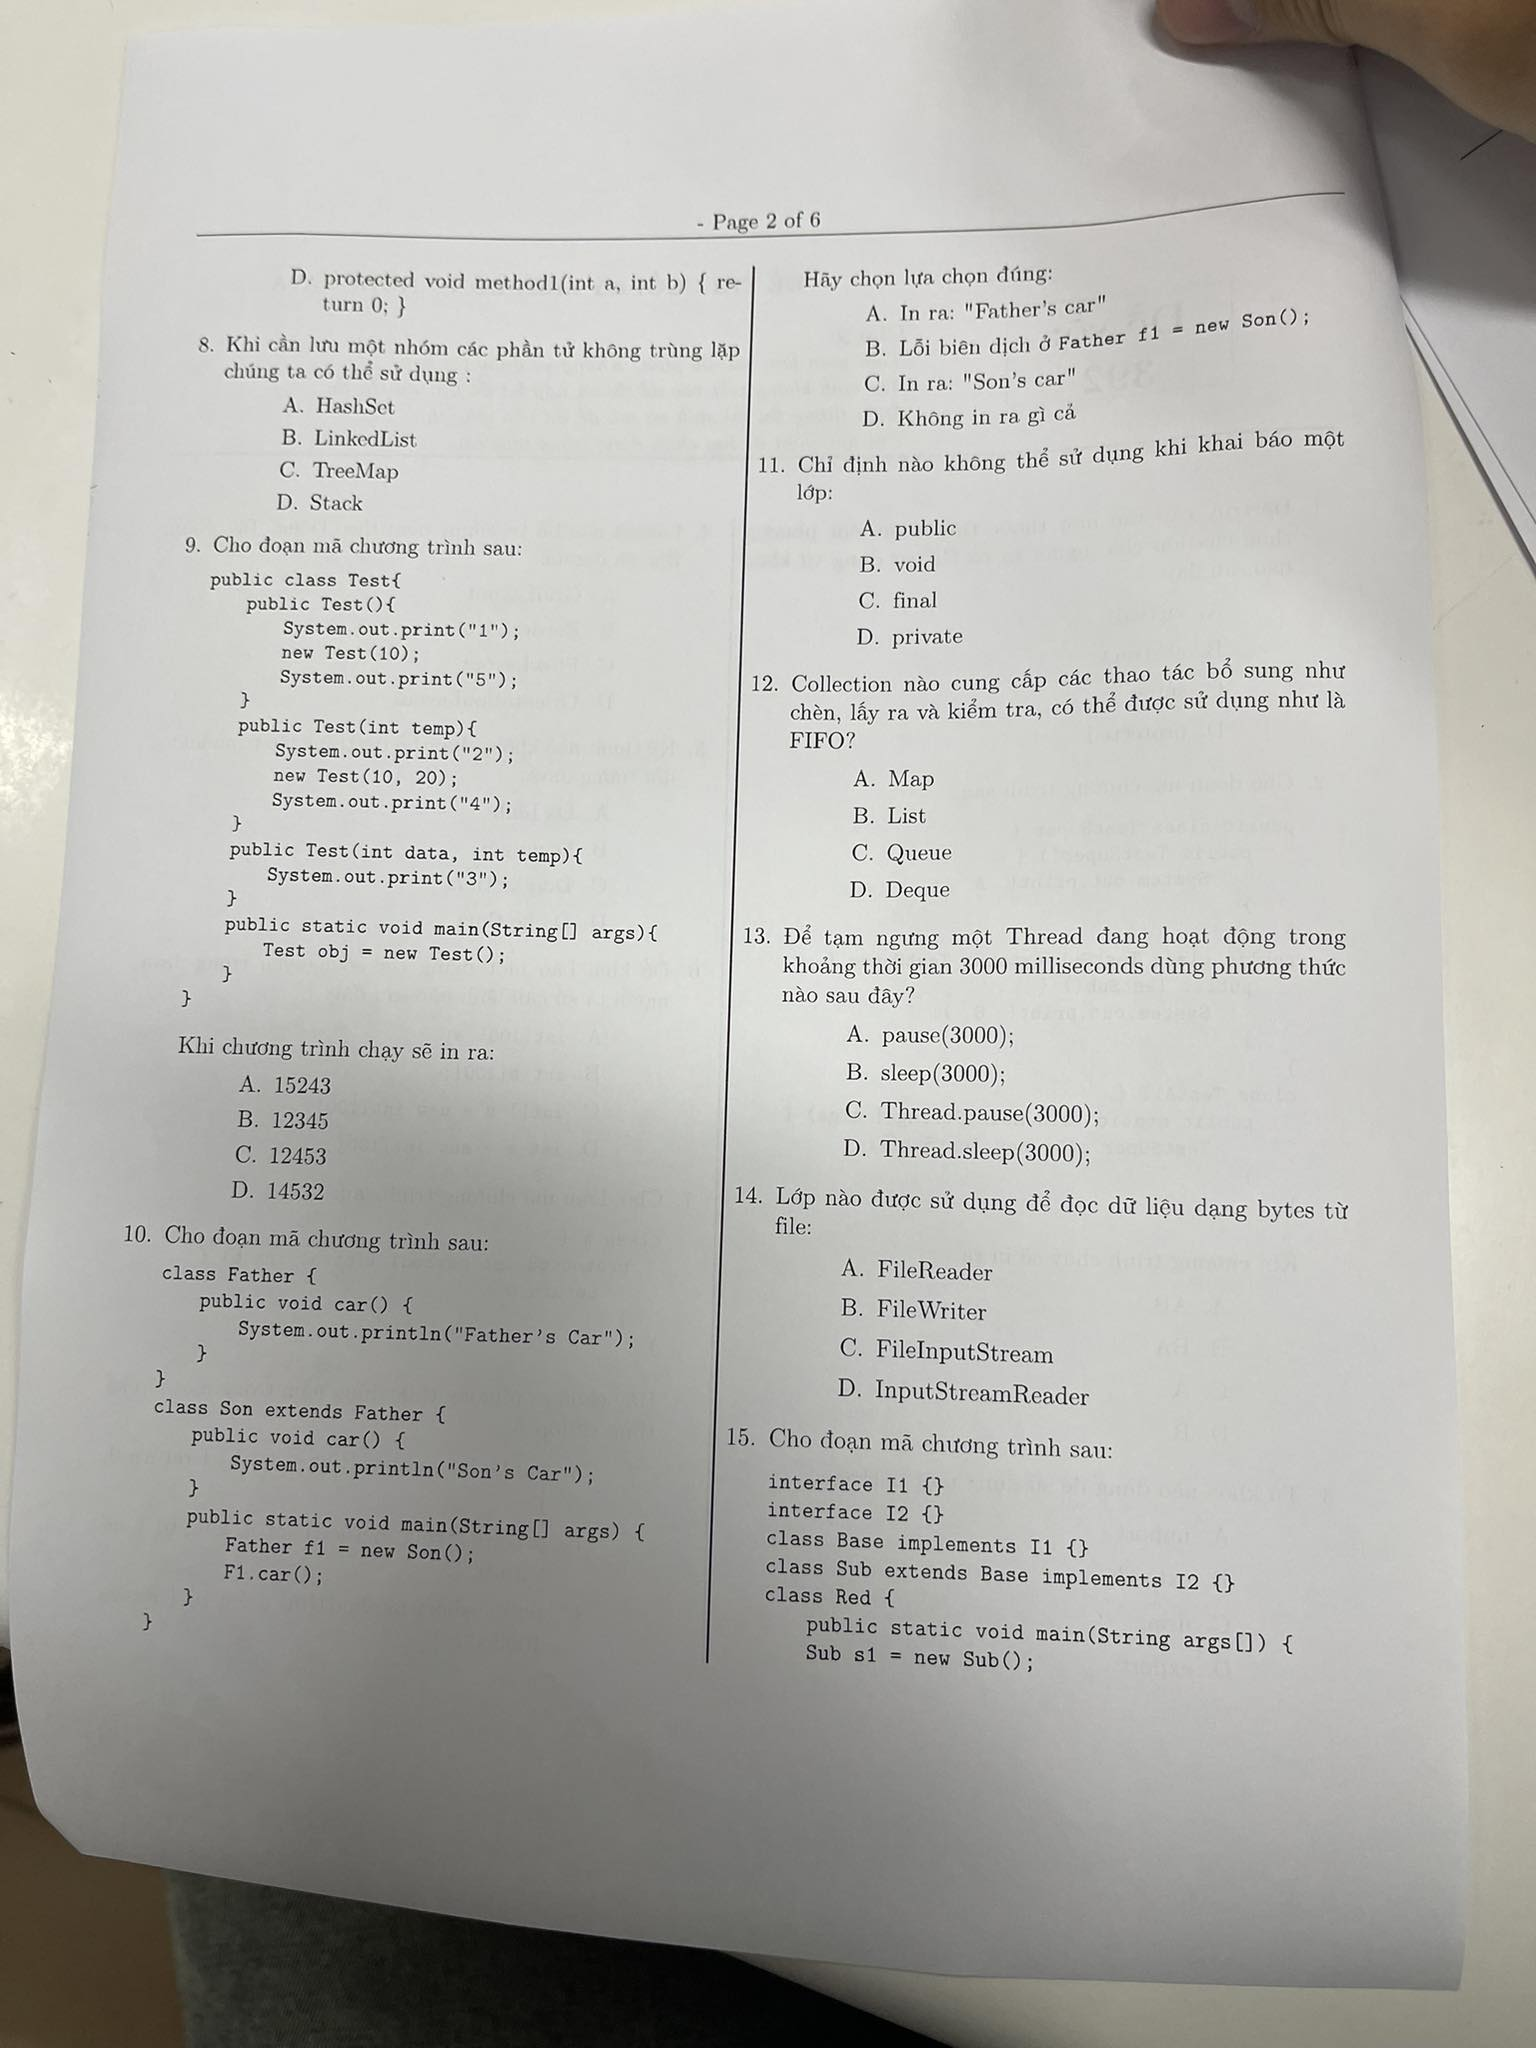 - Page 2 of 6
D. protected void method1(int a, int b) { re-
turn 0; }
8. Khi cần lưu một nhóm các phần tử không trùng lặp
chúng ta có thể sử dụng :
A. HashSet
B. LinkedList
C. TreeMap
D. Stack
9. Cho đoạn mã chương trình sau:
public class Test{
public Test(){
System.out.print("1");
new Test(10);
System.out.print("5");
}
public Test(int temp){
System.out.print("2");
new Test(10, 20);
System.out.print("4");
}
public Test(int data, int temp){
System.out.print("3");
}
public static void main(String[] args){
Test obj = new Test();
}
}
Khi chương trình chạy sẽ in ra:
A. 15243
B. 12345
C. 12453
D. 14532
10. Cho đoạn mã chương trình sau:
class Father {
public void car() {
System.out.println("Father's Car");
}
}
class Son extends Father {
public void car() {
System.out.println("Son's Car");
}
public static void main(String[] args) {
Father f1 = new Son();
F1.car();
}
}
Hãy chọn lựa chọn đúng:
A. In ra: "Father's car"
B. Lỗi biên dịch ở Father f1 = new Son();
C. In ra: "Son's car"
D. Không in ra gì cả
11. Chỉ định nào không thể sử dụng khi khai báo một
lớp:
A. public
B. void
C. final
D. private
12. Collection nào cung cấp các thao tác bổ sung như
chèn, lấy ra và kiểm tra, có thể được sử dụng như là
FIFO?
A. Map
B. List
C. Queue
D. Deque
13. Để tạm ngưng một Thread đang hoạt động trong
khoảng thời gian 3000 milliseconds dùng phương thức
nào sau đây?
A. pause(3000);
B. sleep(3000);
C. Thread.pause(3000);
D. Thread.sleep(3000);
14. Lớp nào được sử dụng để đọc dữ liệu dạng bytes từ
file:
A. FileReader
B. FileWriter
C. FileInputStream
D. InputStreamReader
15. Cho đoạn mã chương trình sau:
interface I1 {}
interface I2 {}
class Base implements I1 {}
class Sub extends Base implements I2 {}
class Red {
public static void main(String args[]) {
Sub s1 = new Sub();